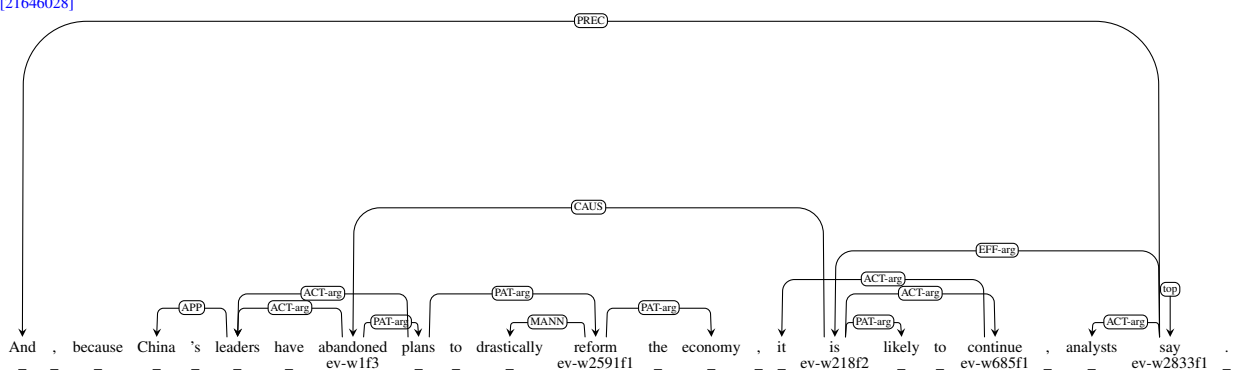 [21646028]
PREC
CAUS
EFF-arg
ACT-arg
top
ACT-arg PAT-arg ACT-arg
APP ACT-arg PAT-arg
PAT-arg MANN PAT-arg ACT-arg
And , because China 's leaders have abandoned plans to drastically reform the economy , it is likely to continue , analysts say .
_ _ _ _ _ _ _ ev-w1f3 _ _ _ ev-w2591f1 _ _ _ _ ev-w218f2 _ _ ev-w685f1 _ _ ev-w2833f1 _